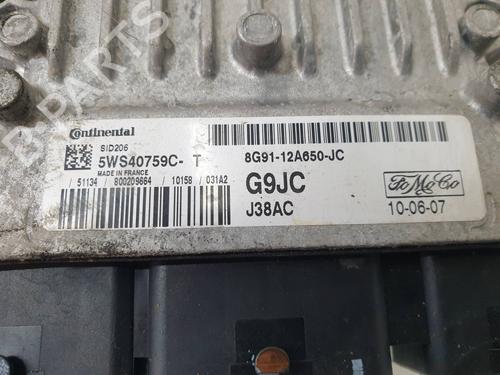 B-PARTS
Continental
SID206
5WS40759C- T
MADE IN FRANCE
/ 51134 / 800209664 / 10158 / 031A2
8G91-12A650-JC
G9JC
J38AC
FoMoCo
10-06-07